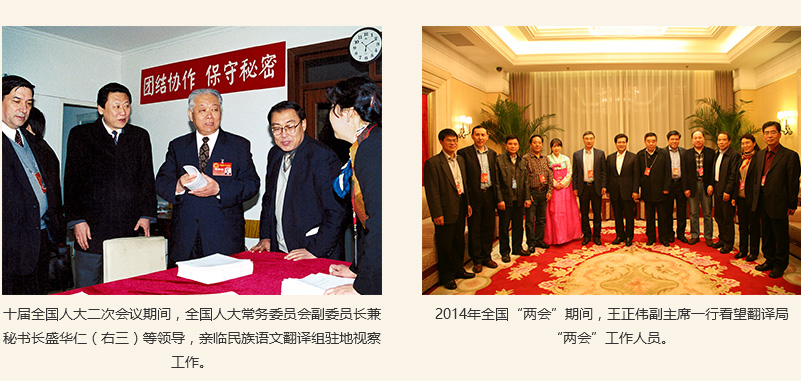 团结协作 保守秘密
十届全国人大二次会议期间，全国人大常务委员会副委员长兼
秘书长盛华仁（右三）等领导，亲临民族语文翻译组驻地视察
工作。
2014年全国“两会”期间，王正伟副主席一行看望翻译局
“两会”工作人员。